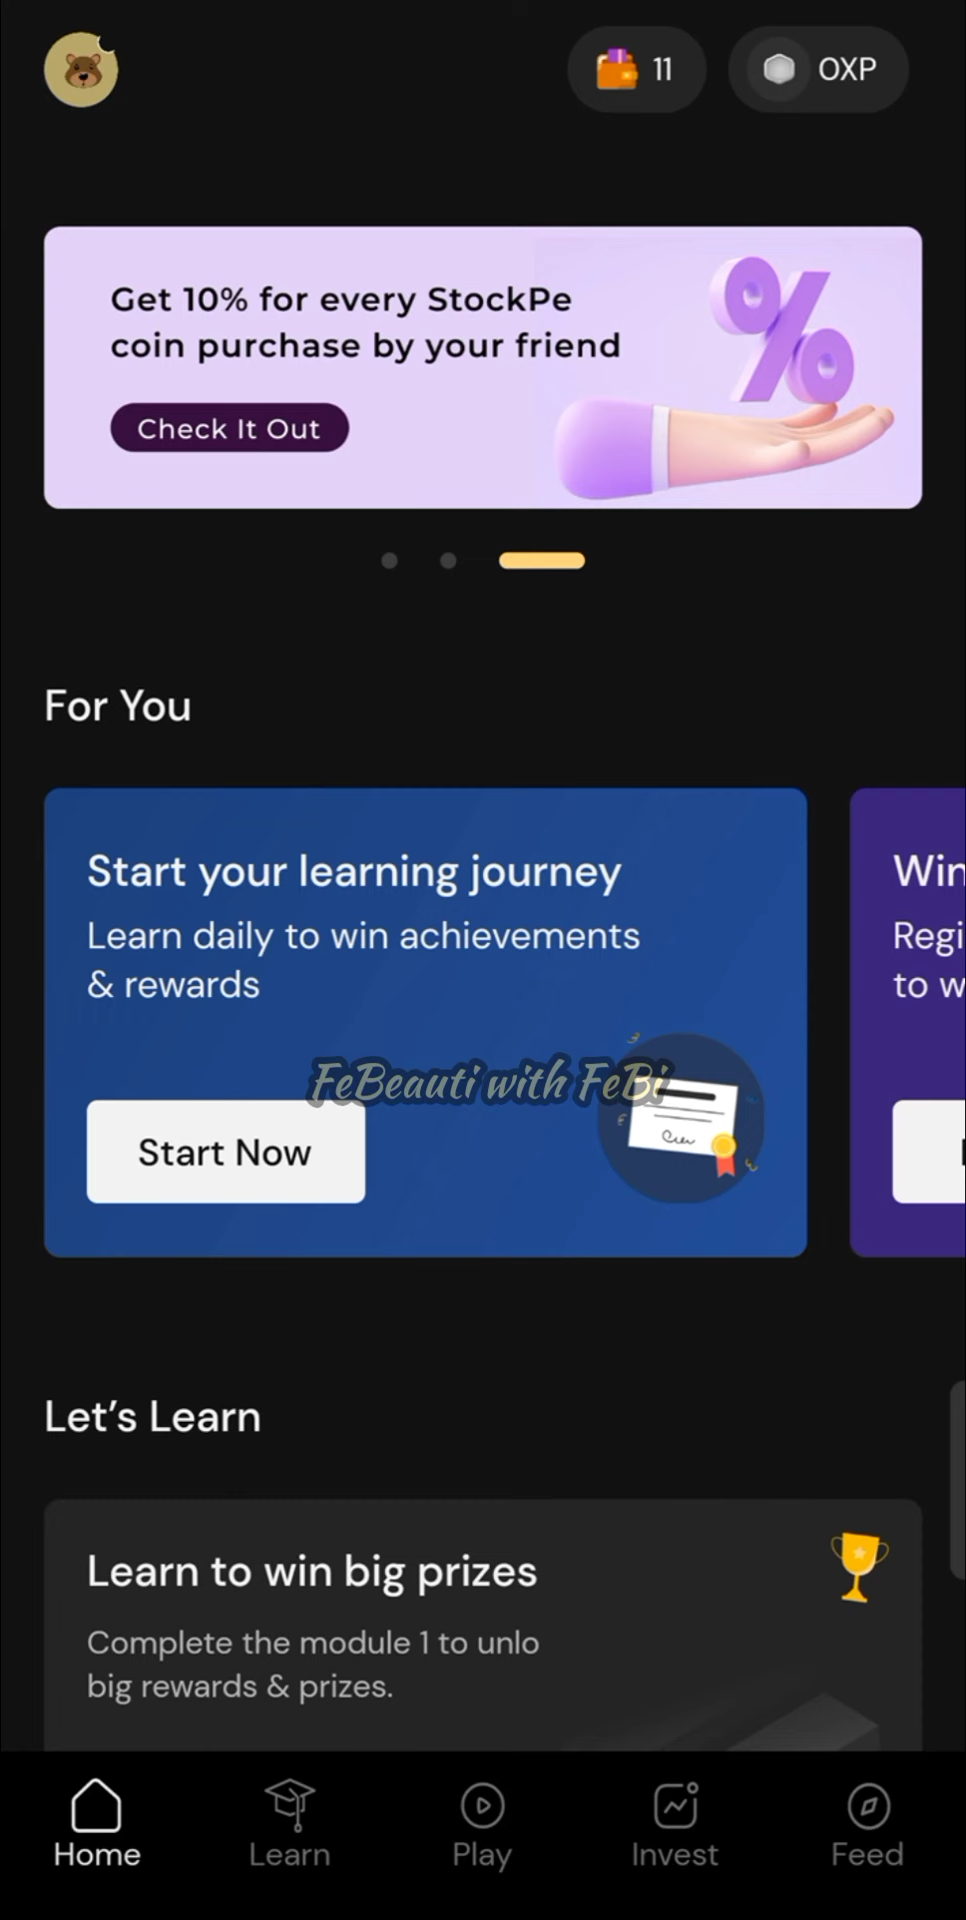 11
0XP
Get 10% for every StockPe
coin purchase by your friend
Check It Out
For You
Start your learning journey
Learn daily to win achievements
& rewards
Start Now
Win
Regi
to w
FeBeauti with FeBi
Let's Learn
Learn to win big prizes
Complete the module 1 to unlo
big rewards & prizes.
Home
Learn
Play
Invest
Feed